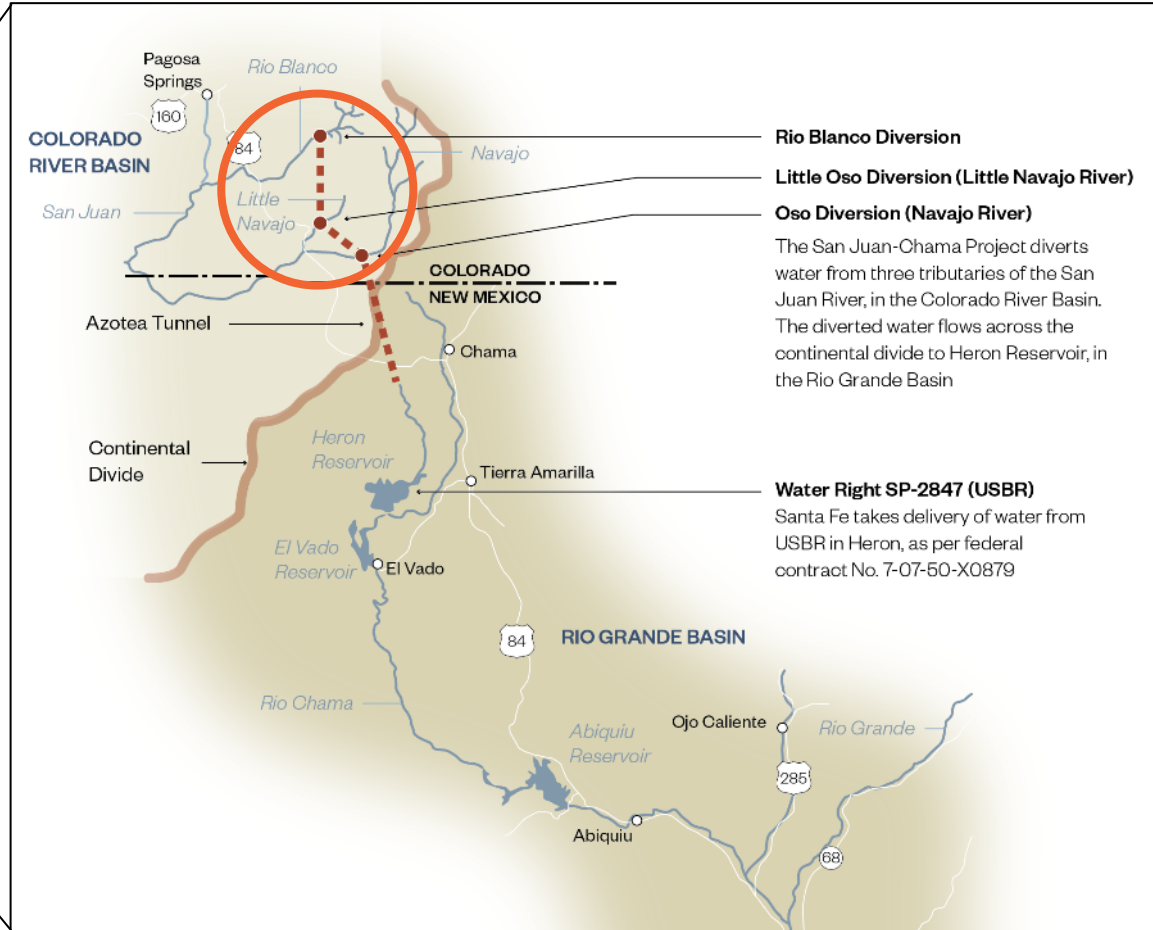 Pagosa
Springs
Rio Blanco
160
COLORADO
RIVER BASIN
84
Navajo
Little
Navajo
San Juan
Rio Blanco Diversion
Little Oso Diversion (Little Navajo River)
Oso Diversion (Navajo River)
The San Juan-Chama Project diverts
water from three tributaries of the San
Juan River, in the Colorado River Basin.
The diverted water flows across the
continental divide to Heron Reservoir, in
the Rio Grande Basin
COLORADO
NEW MEXICO
Azotea Tunnel
Chama
Continental
Divide
Heron
Reservoir
Tierra Amarilla
Water Right SP-2847 (USBR)
Santa Fe takes delivery of water from
USBR in Heron, as per federal
contract No. 7-07-50-X0879
El Vado
Reservoir
El Vado
84
RIO GRANDE BASIN
Rio Chama
Abiquiu
Reservoir
Ojo Caliente
Rio Grande
285
Abiquiu
68